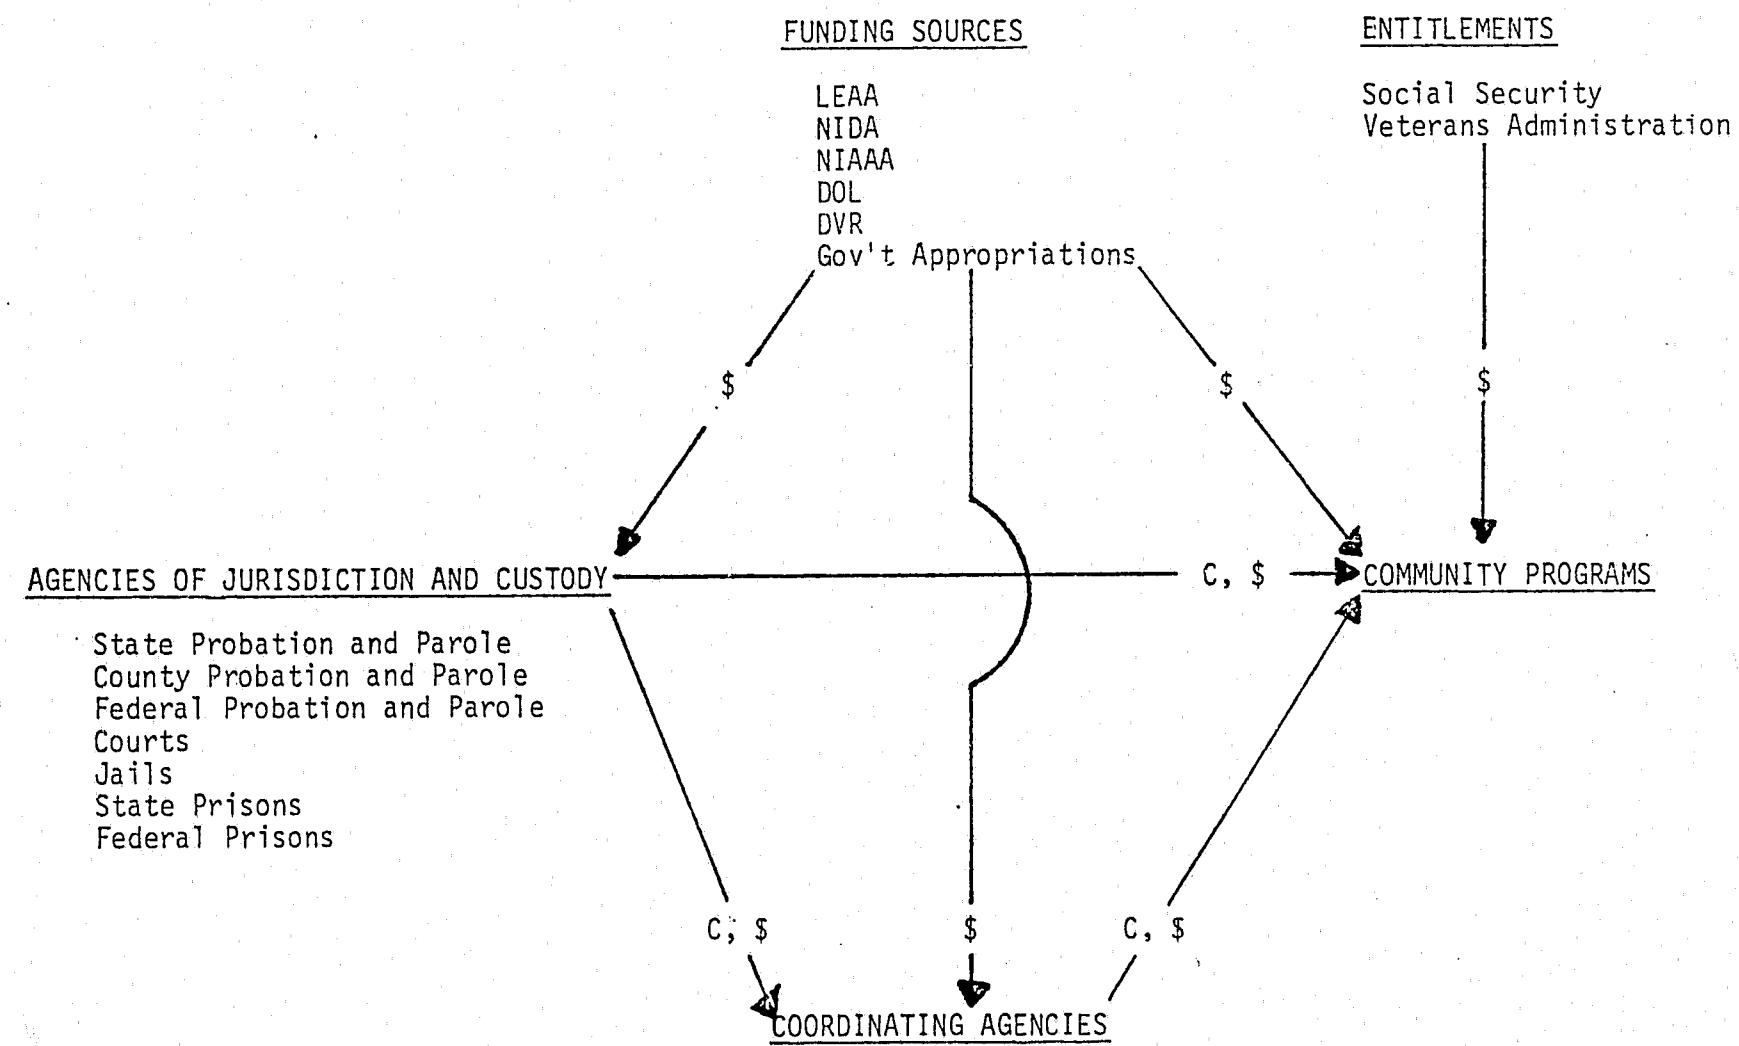 FUNDING SOURCES
LEAA
NIDA
NIAAA
DOL
DVR
Gov't Appropriations
ENTITLEMENTS
Social Security
Veterans Administration
$
$
$
AGENCIES OF JURISDICTION AND CUSTODY
C, $
COMMUNITY PROGRAMS
State Probation and Parole
County Probation and Parole
Federal Probation and Parole
Courts
Jails
State Prisons
Federal Prisons
C, $
$
C, $
COORDINATING AGENCIES